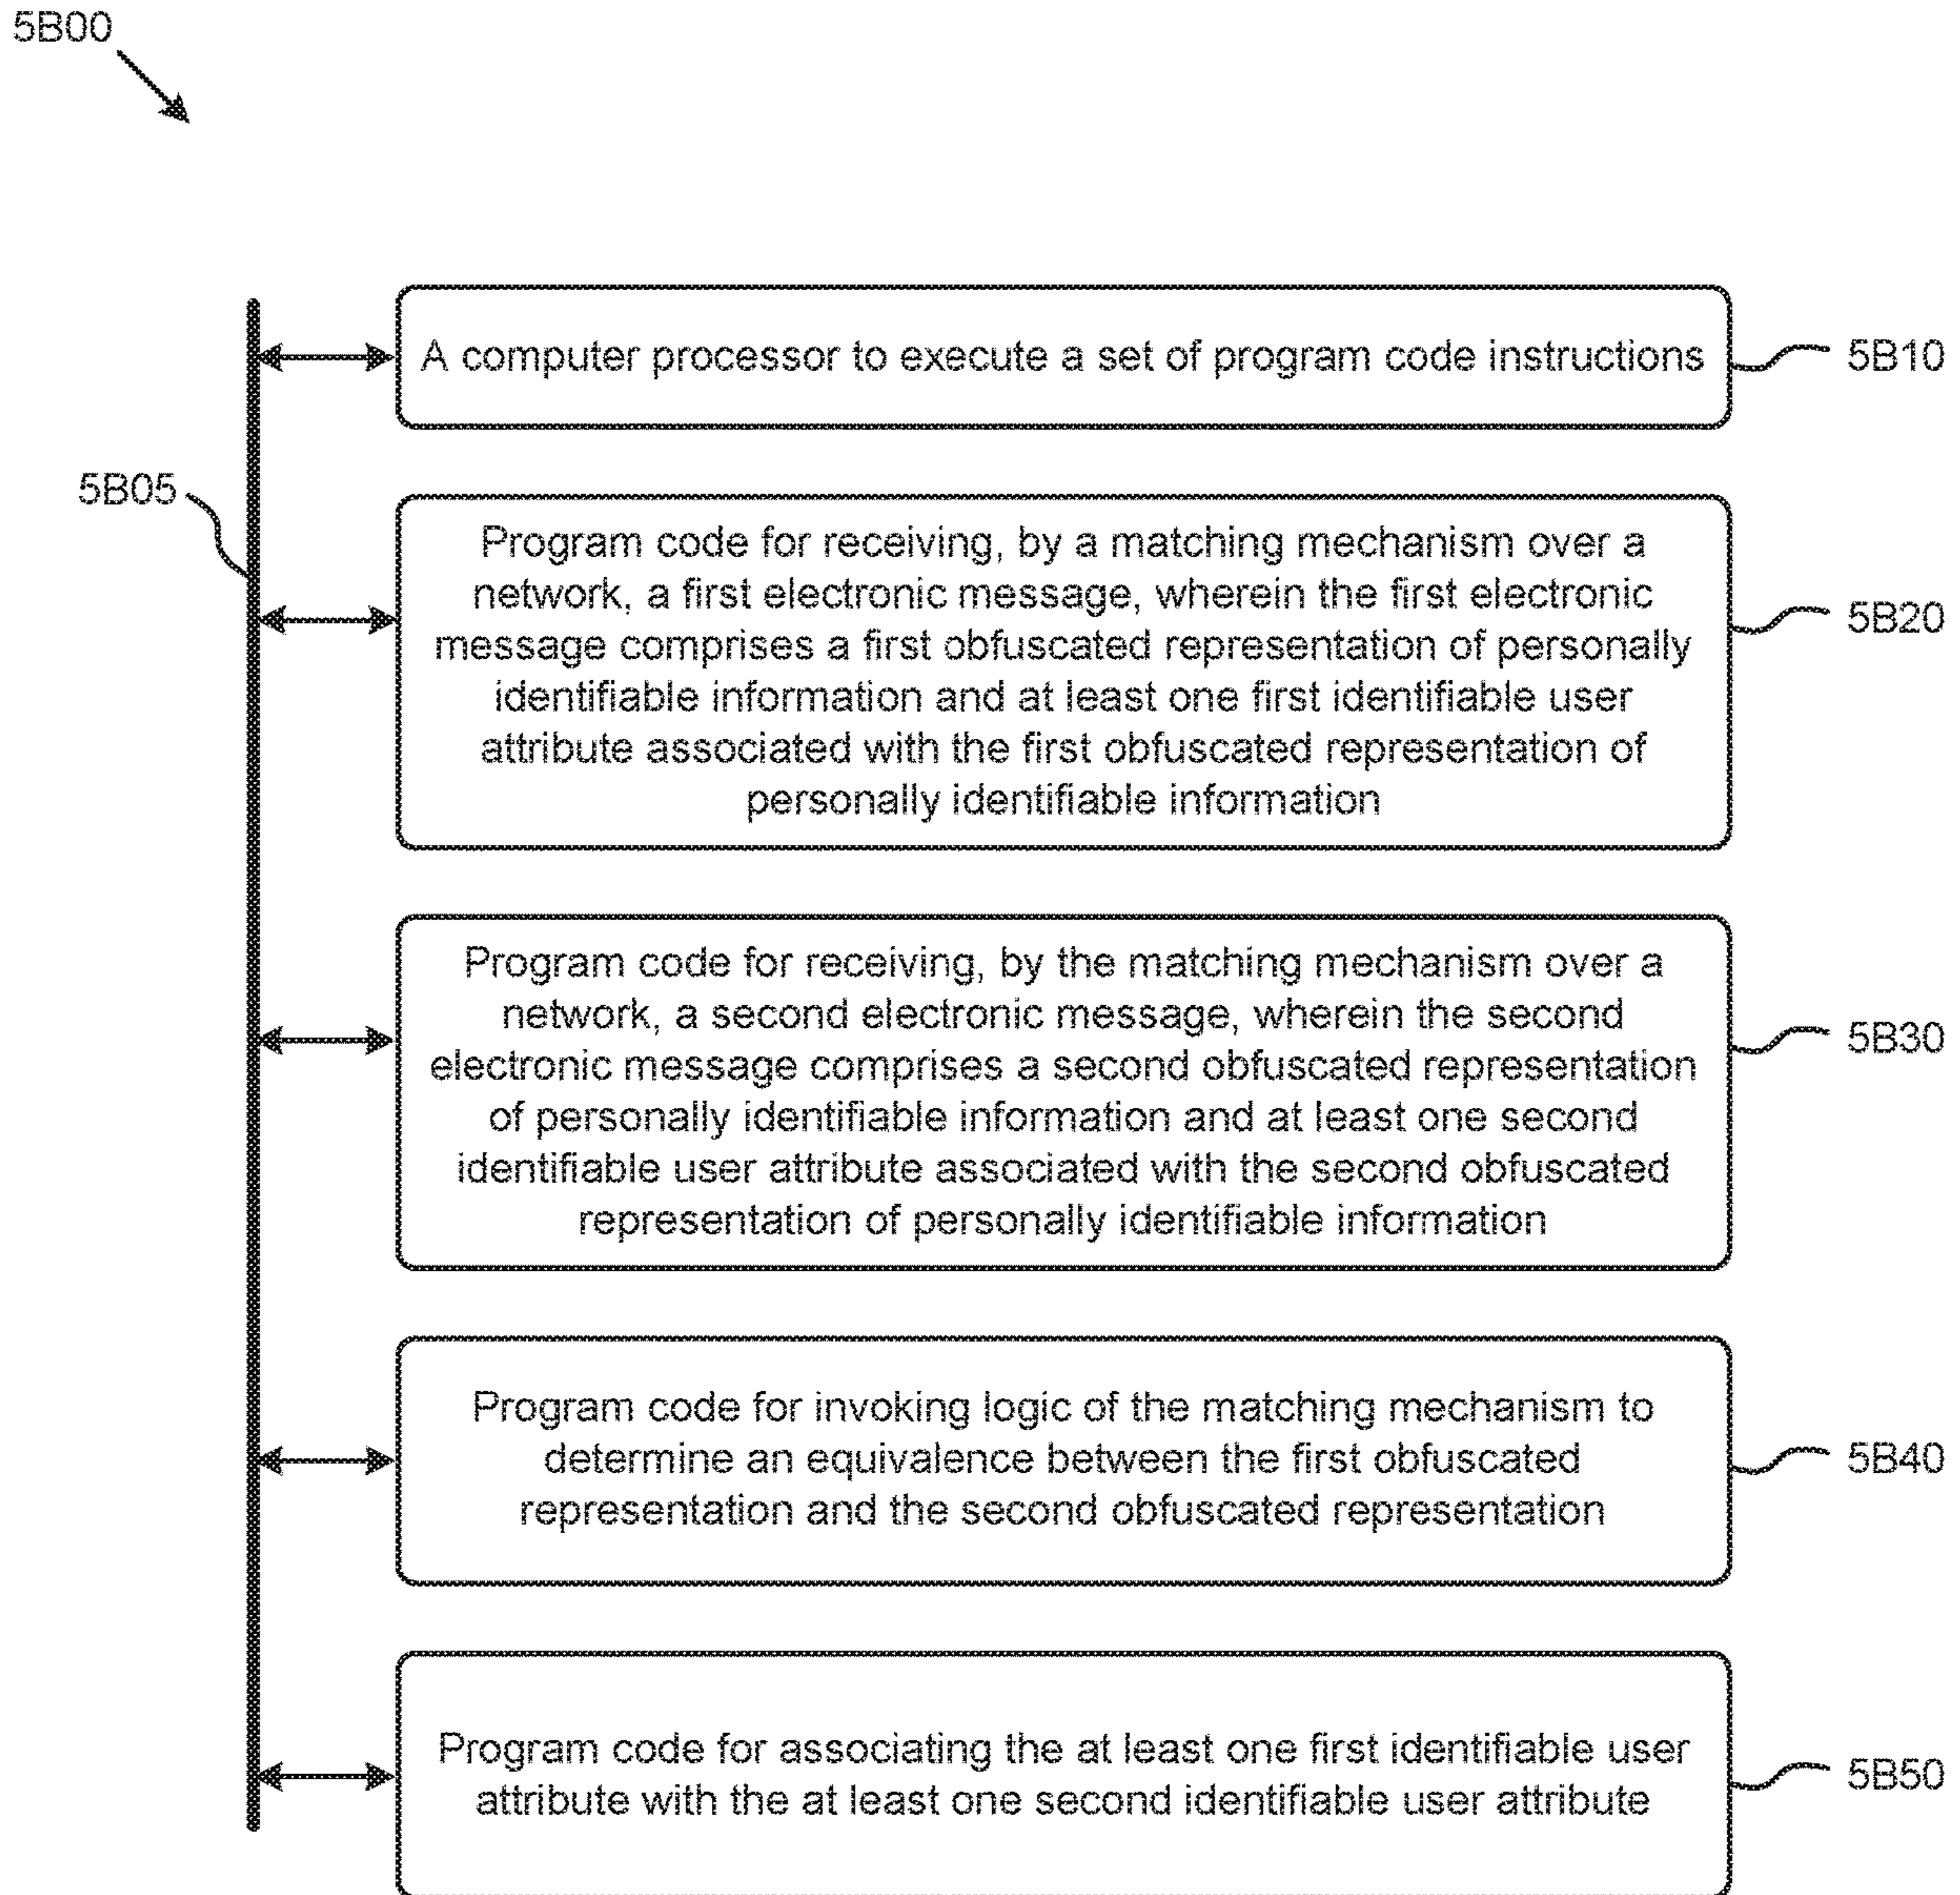 5B00
A computer processor to execute a set of program code instructions
5B10
5B05
Program code for receiving, by a matching mechanism over a
network, a first electronic message, wherein the first electronic
message comprises a first obfuscated representation of personally
identifiable information and at least one first identifiable user
attribute associated with the first obfuscated representation of
personally identifiable information
5B20
Program code for receiving, by the matching mechanism over a
network, a second electronic message, wherein the second
electronic message comprises a second obfuscated representation
of personally identifiable information and at least one second
identifiable user attribute associated with the second obfuscated
representation of personally identifiable information
5B30
Program code for invoking logic of the matching mechanism to
determine an equivalence between the first obfuscated
representation and the second obfuscated representation
5B40
Program code for associating the at least one first identifiable user
attribute with the at least one second identifiable user attribute
5B50